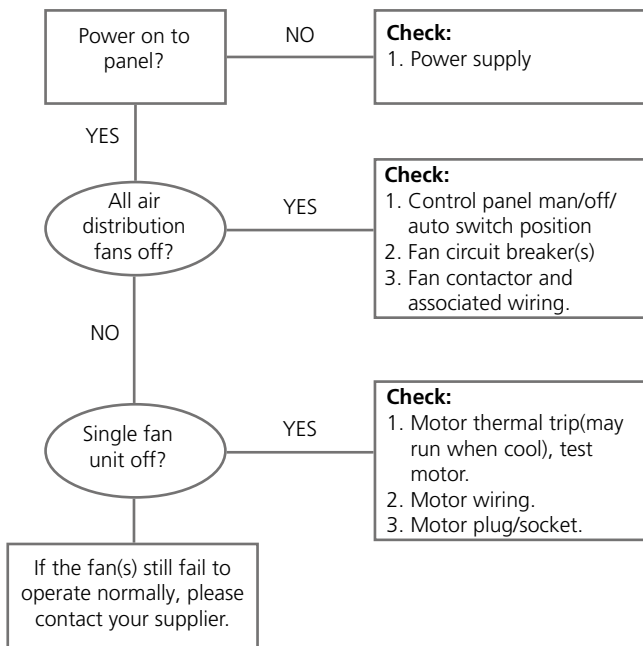 Power on to
panel?
NO
Check:
1. Power supply
YES
All air
distribution
fans off?
YES
Check:
1. Control panel man/off/
auto switch position
2. Fan circuit breaker(s)
3. Fan contactor and
associated wiring.
NO
Single fan
unit off?
YES
Check:
1. Motor thermal trip(may
run when cool), test
motor.
2. Motor wiring.
3. Motor plug/socket.
If the fan(s) still fail to
operate normally, please
contact your supplier.